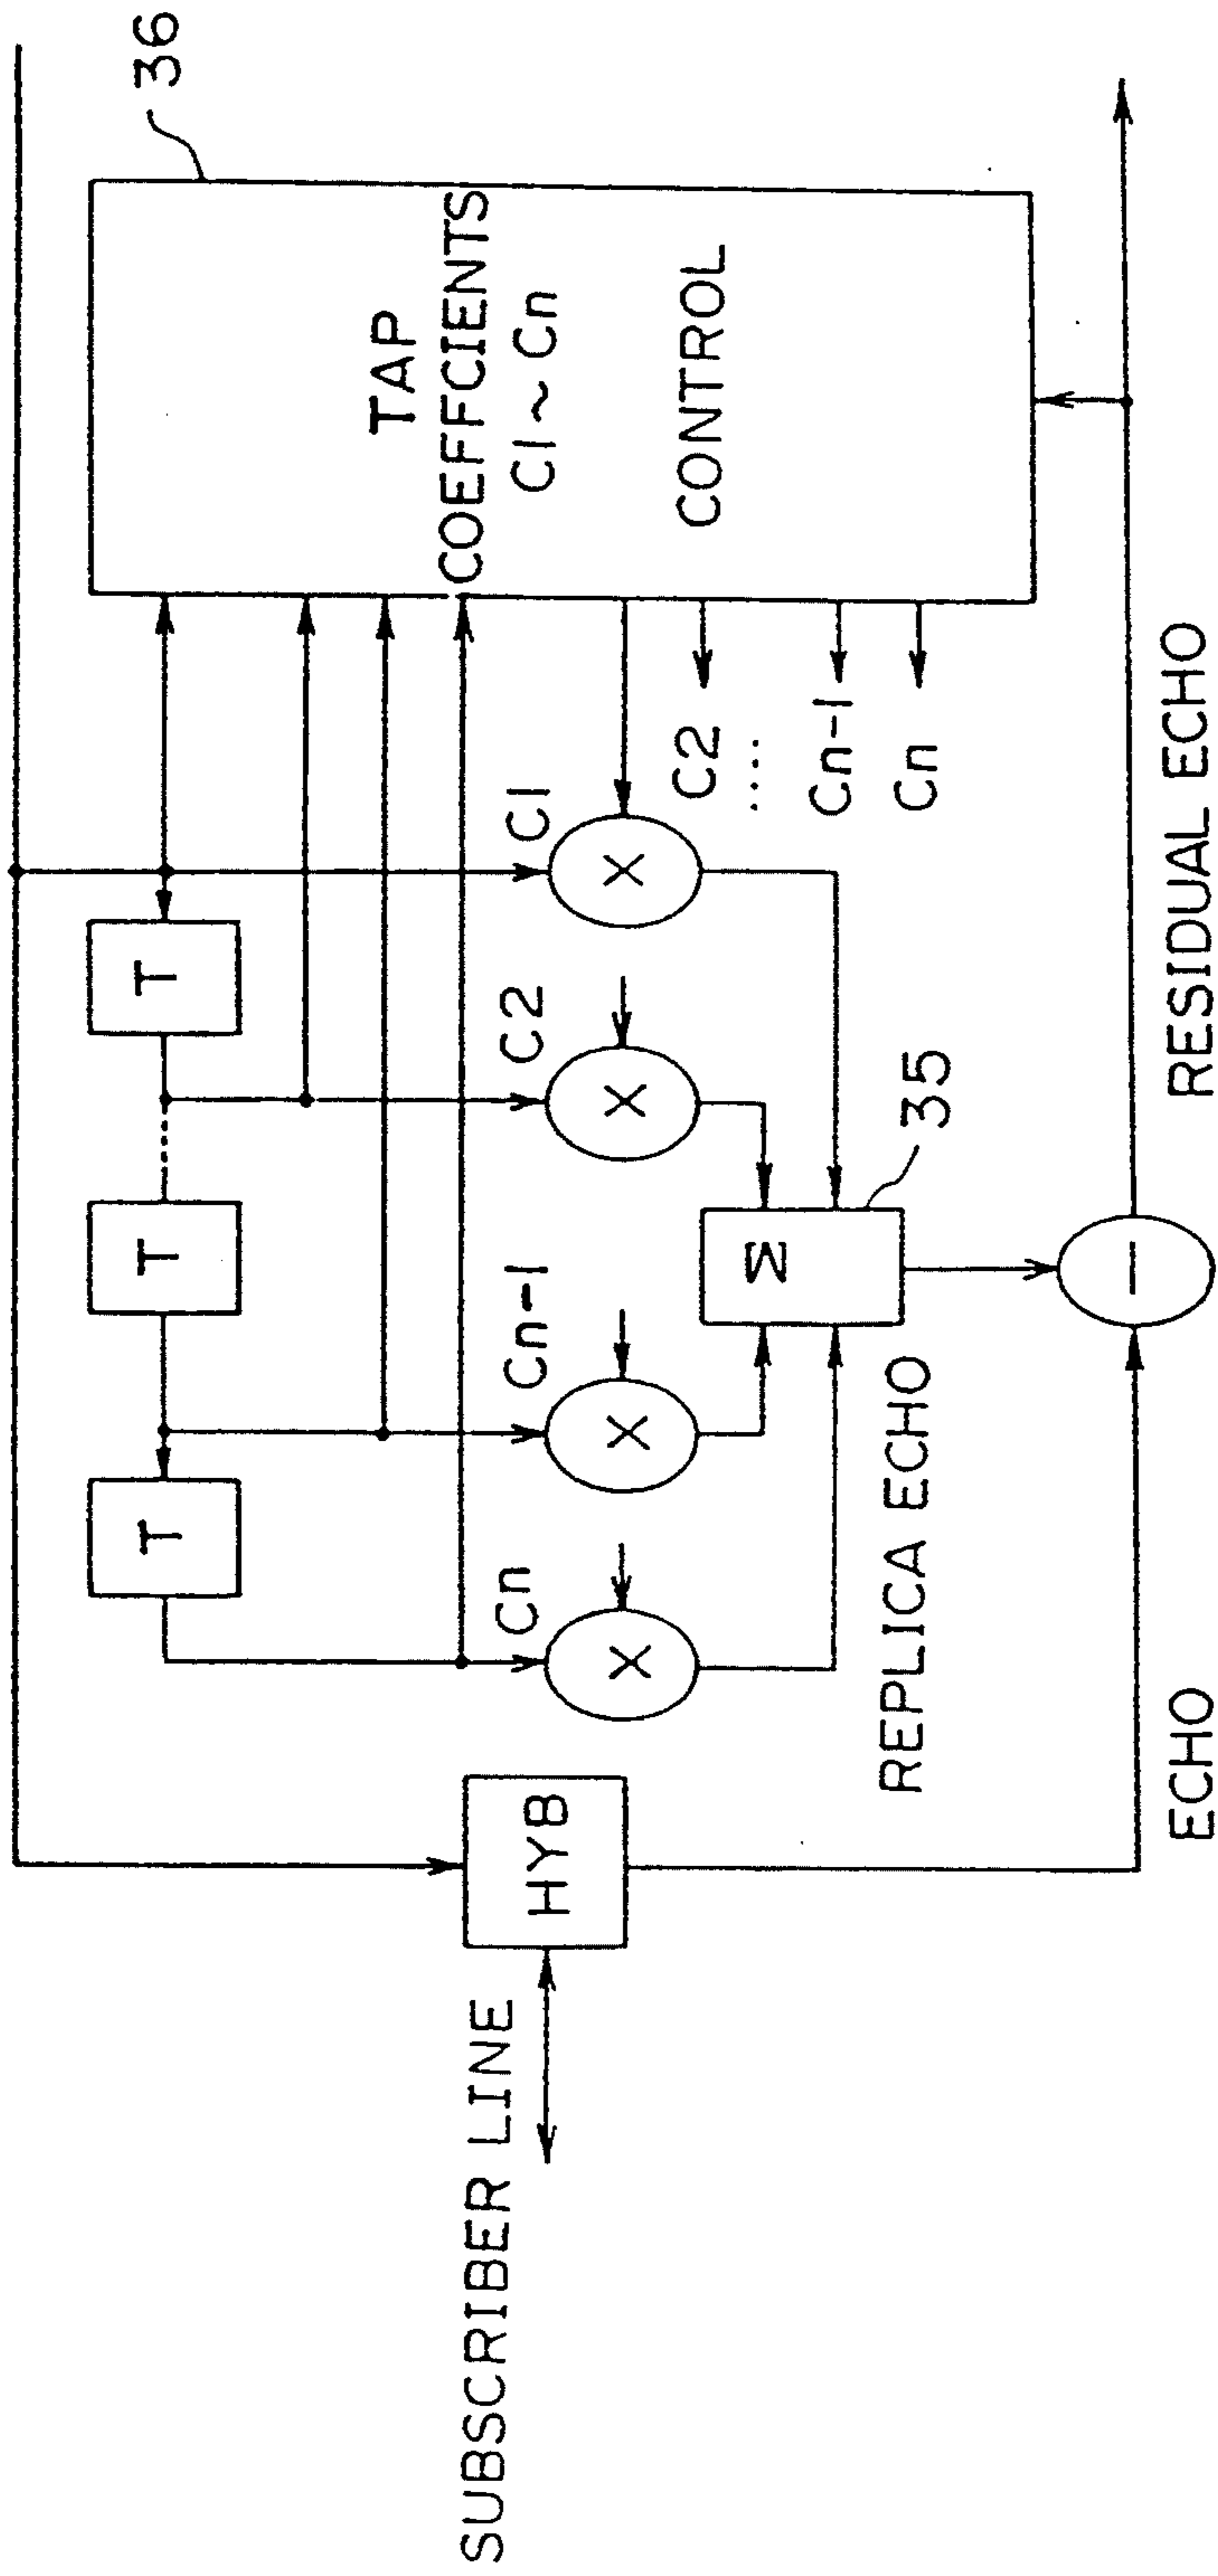 36
TAP
COEFFCIENTS
C1 ~ Cn
CONTROL
T
T
T
Cn
Cn-1
C2
C1
×
×
×
×
C2
....
Cn-1
Cn
Σ
35
HYB
SUBSCRIBER LINE
REPLICA ECHO
−
ECHO
RESIDUAL ECHO